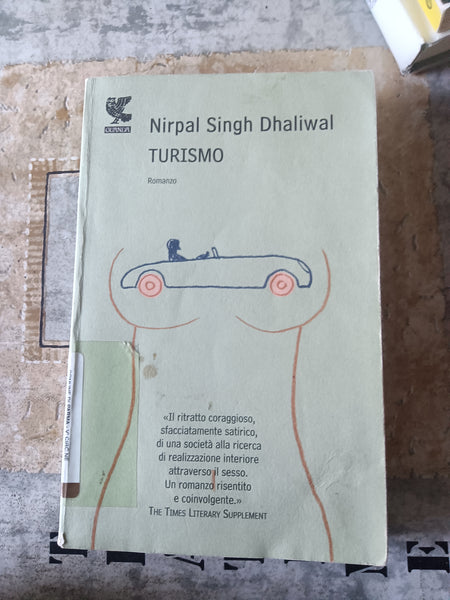 GUANDA
Nirpal Singh Dhaliwal
TURISMO
Romanzo
«Il ritratto coraggioso,
sfacciatamente satirico,
di una società alla ricerca
di realizzazione interiore
attraverso il sesso.
Un romanzo risentito
e coinvolgente.»
THE TIMES LITERARY SUPPLEMENT